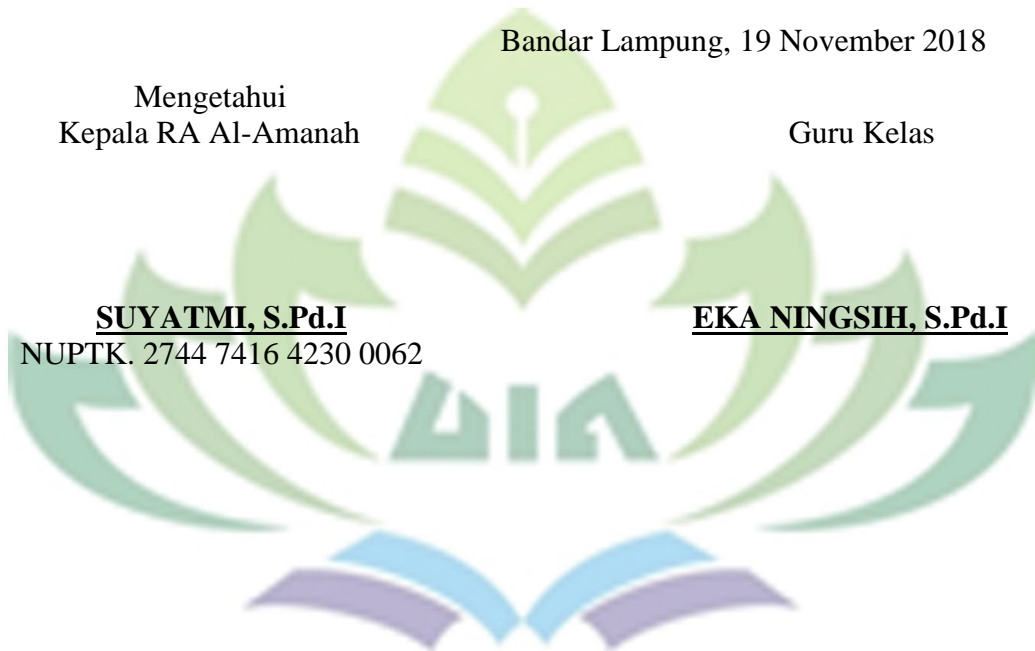 Bandar Lampung, 19 November 2018
Mengetahui
Kepala RA Al-Amanah
Guru Kelas
SUYATMI, S.Pd.I
EKA NINGSIH, S.Pd.I
NUPTK. 2744 7416 4230 0062
UIN